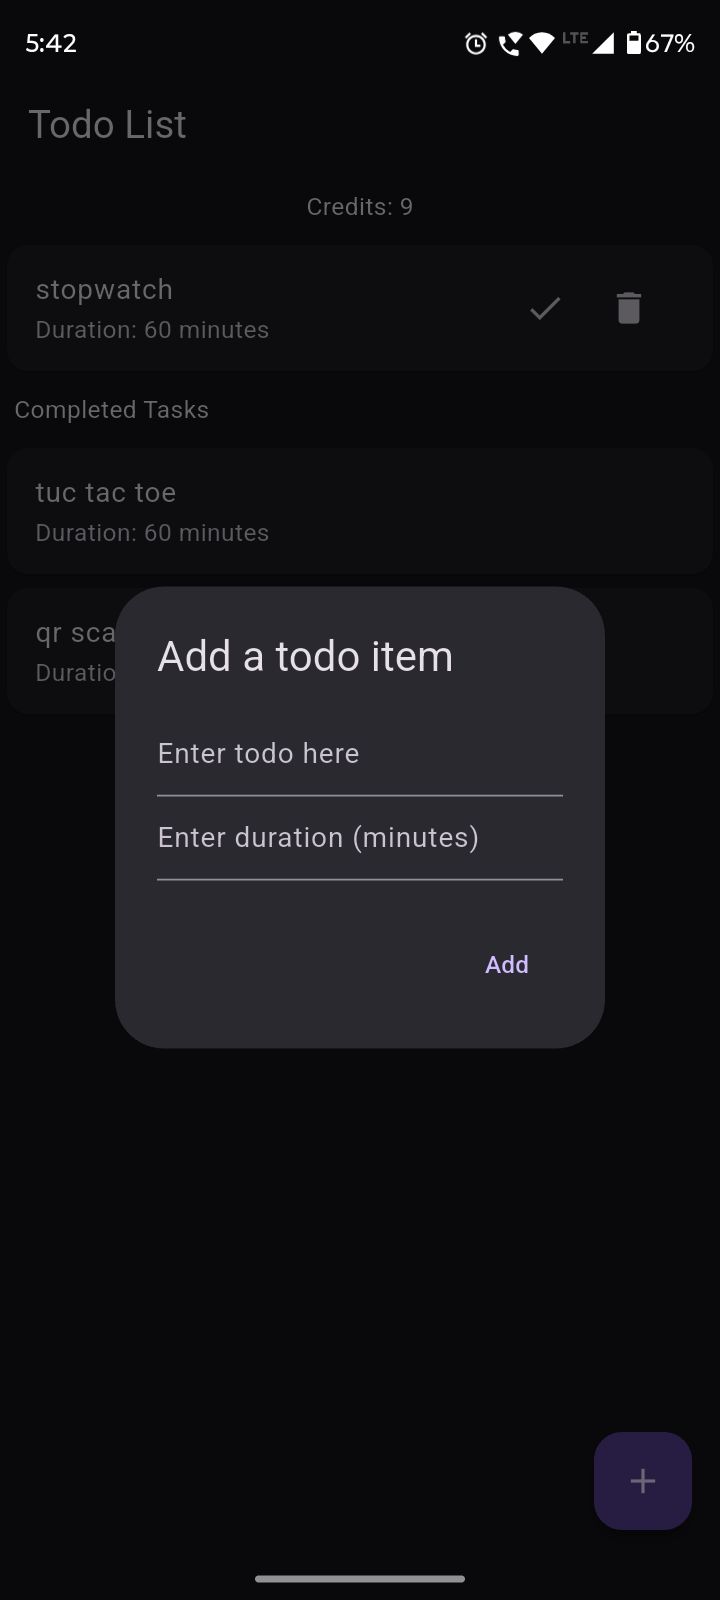 5:42
LTE
67%
Todo List
Credits: 9
stopwatch
Duration: 60 minutes
Completed Tasks
tuc tac toe
Duration: 60 minutes
qr sca
Duratio
Add a todo item
Enter todo here
Enter duration (minutes)
Add